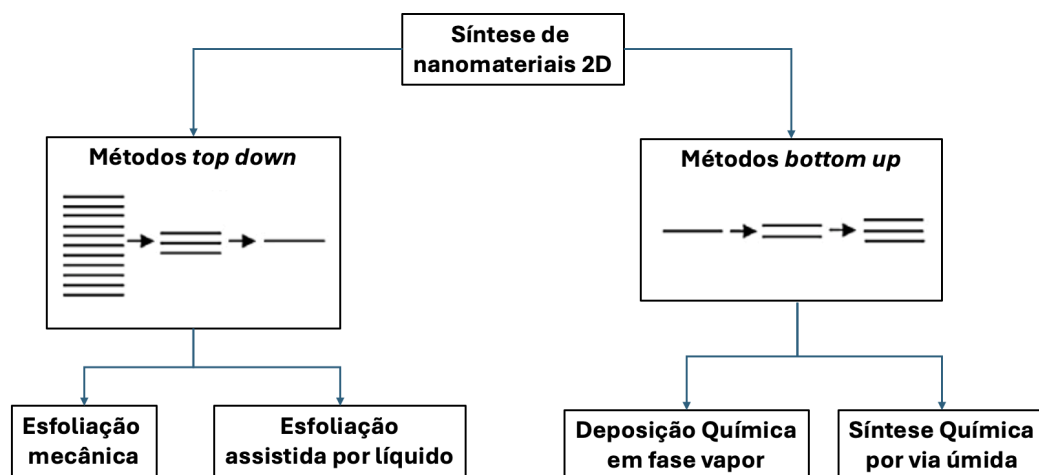 Síntese de
nanomateriais 2D
Métodos top down
Métodos bottom up
Esfoliação
mecânica
Esfoliação
assistida por líquido
Deposição Química
em fase vapor
Síntese Química
por via úmida